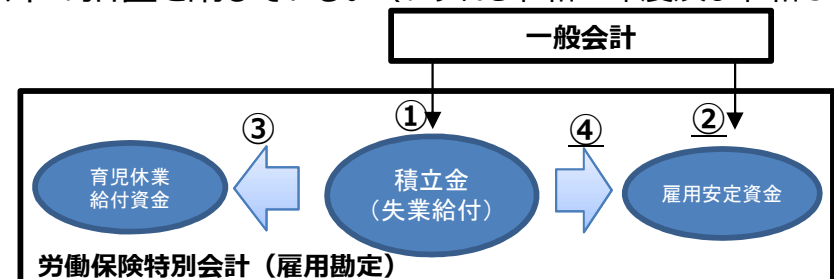 一般会計
③
①
④
②
育児休業
給付資金
積立金
（失業給付）
雇用安定資金
労働保険特別会計（雇用勘定）